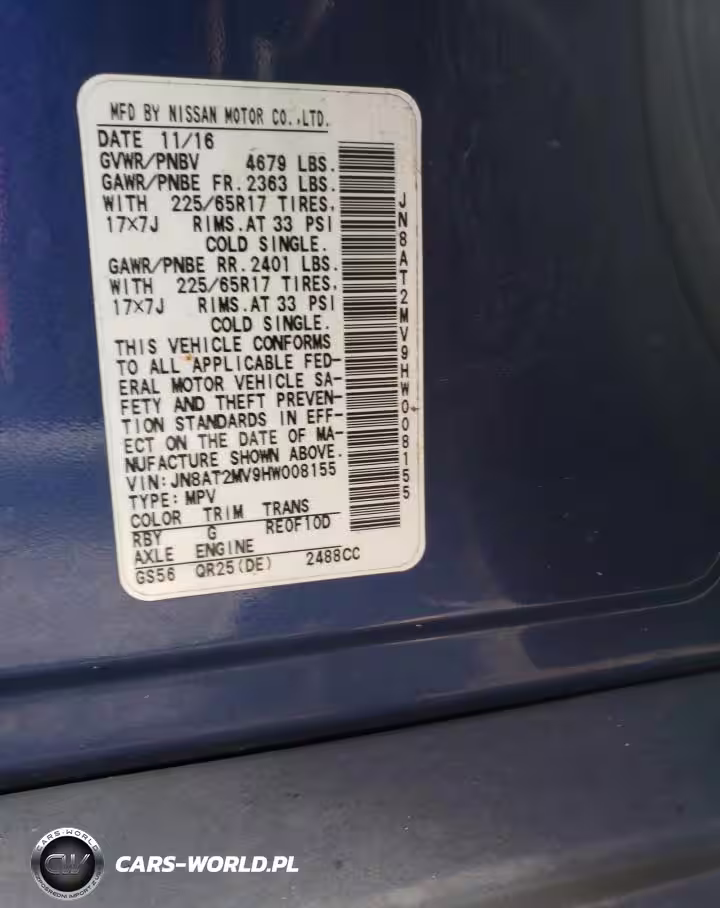 MFD BY NISSAN MOTOR CO.,LTD.
DATE 11/16
GVWR/PNBV 4679 LBS.
GAWR/PNBE FR. 2363 LBS.
WITH 225/65R17 TIRES,
17×7J RIMS. AT 33 PSI
COLD SINGLE.
GAWR/PNBE RR. 2401 LBS.
WITH 225/65R17 TIRES,
17×7J RIMS. AT 33 PSI
COLD SINGLE.
THIS VEHICLE CONFORMS
TO ALL APPLICABLE FED-
ERAL MOTOR VEHICLE SA-
FETY AND THEFT PREVEN-
TION STANDARDS IN EFF-
ECT ON THE DATE OF MA-
NUFACTURE SHOWN ABOVE.
VIN:JN8AT2MV9HW008155
TYPE:MPV
COLOR TRIM TRANS
RBY G RE0F10D
AXLE ENGINE
GS56 QR25(DE) 2488CC
JN8AT2MV9HW008155
CARS-WORLD
CW
CARS-WORLD.PL